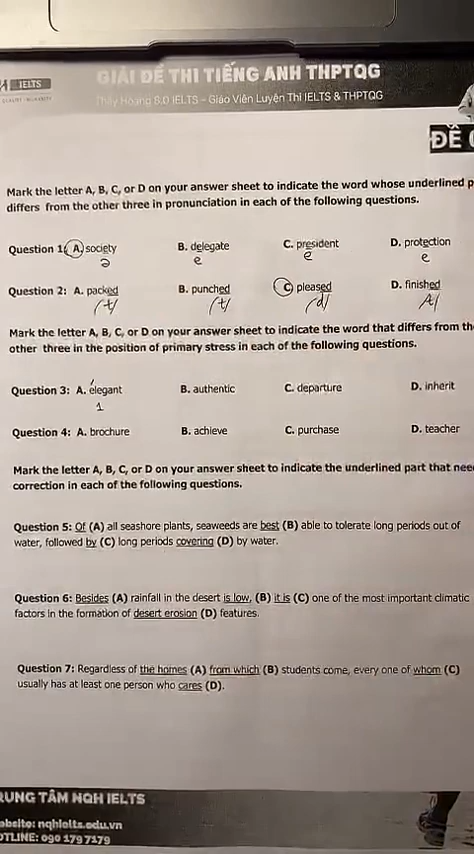 IELTS
GIẢI ĐỀ THI TIẾNG ANH THPTQG
Thầy Hoàng 8.0 IELTS - Giáo Viên Luyện Thi IELTS & THPTQG
ĐỀ
Mark the letter A, B, C, or D on your answer sheet to indicate the word whose underlined p
differs from the other three in pronunciation in each of the following questions.
Question 1: A. society B. delegate C. president D. protection
ə e e e
Question 2: A. packed B. punched C. pleased D. finished
/t/ /t/ /d/ /t/
Mark the letter A, B, C, or D on your answer sheet to indicate the word that differs from th
other three in the position of primary stress in each of the following questions.
Question 3: A. elegant B. authentic C. departure D. inherit
1
Question 4: A. brochure B. achieve C. purchase D. teacher
Mark the letter A, B, C, or D on your answer sheet to indicate the underlined part that nee
correction in each of the following questions.
Question 5: Of (A) all seashore plants, seaweeds are best (B) able to tolerate long periods out of
water, followed by (C) long periods covering (D) by water.
Question 6: Besides (A) rainfall in the desert is low, (B) it is (C) one of the most important climatic
factors in the formation of desert erosion (D) features.
Question 7: Regardless of the homes (A) from which (B) students come, every one of whom (C)
usually has at least one person who cares (D).
RUNG TÂM NQH IELTS
ebsite: nqhielts.edu.vn
OTLINE: 090 179 7179